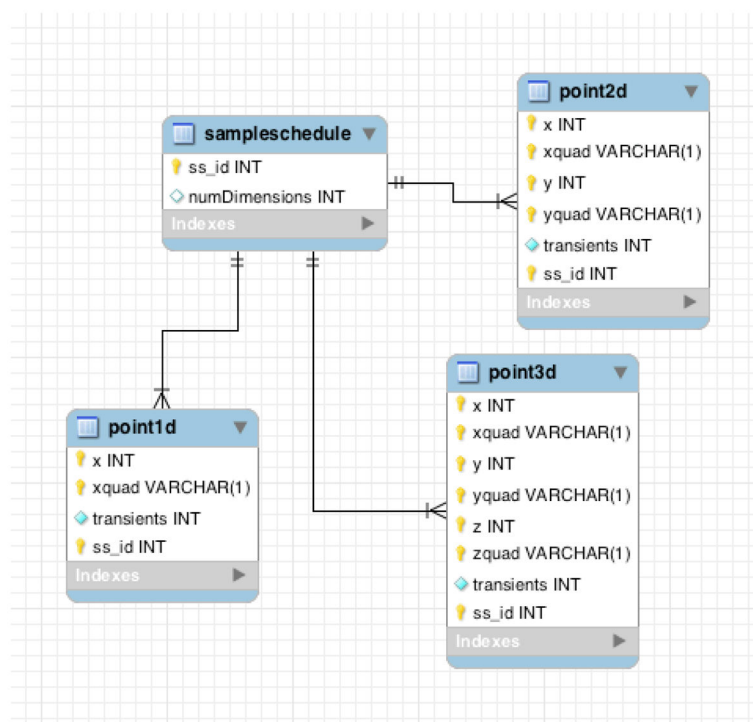 sampleschedule
ss_id INT
numDimensions INT
Indexes
point2d
x INT
xquad VARCHAR(1)
y INT
yquad VARCHAR(1)
transients INT
ss_id INT
Indexes
point3d
x INT
xquad VARCHAR(1)
y INT
yquad VARCHAR(1)
z INT
zquad VARCHAR(1)
transients INT
ss_id INT
Indexes
point1d
x INT
xquad VARCHAR(1)
transients INT
ss_id INT
Indexes